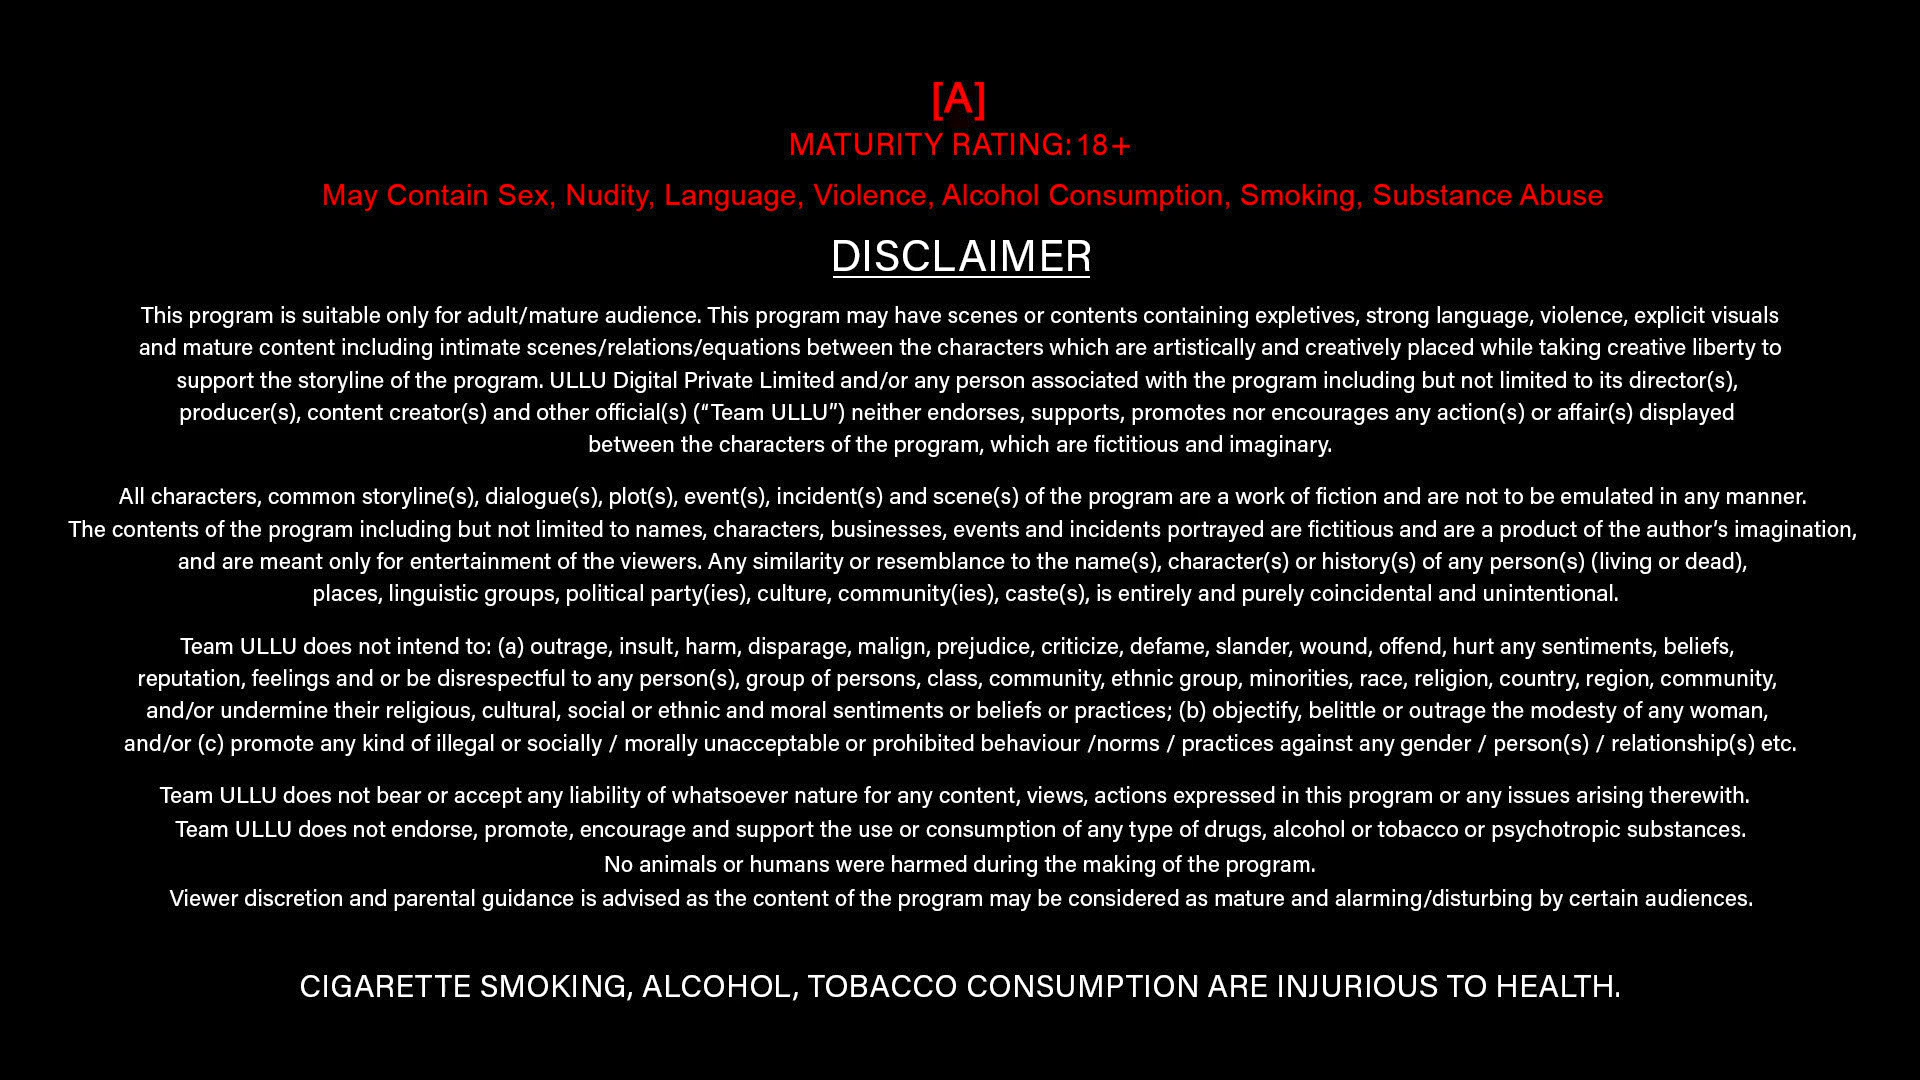 [A]
MATURITY RATING:18+
May Contain Sex, Nudity, Language, Violence, Alcohol Consumption, Smoking, Substance Abuse
DISCLAIMER
This program is suitable only for adult/mature audience. This program may have scenes or contents containing expletives, strong language, violence, explicit visuals
and mature content including intimate scenes/relations/equations between the characters which are artistically and creatively placed while taking creative liberty to
support the storyline of the program. ULLU Digital Private Limited and/or any person associated with the program including but not limited to its director(s),
producer(s), content creator(s) and other official(s) (“Team ULLU”) neither endorses, supports, promotes nor encourages any action(s) or affair(s) displayed
between the characters of the program, which are fictitious and imaginary.
All characters, common storyline(s), dialogue(s), plot(s), event(s), incident(s) and scene(s) of the program are a work of fiction and are not to be emulated in any manner.
The contents of the program including but not limited to names, characters, businesses, events and incidents portrayed are fictitious and are a product of the author’s imagination,
and are meant only for entertainment of the viewers. Any similarity or resemblance to the name(s), character(s) or history(s) of any person(s) (living or dead),
places, linguistic groups, political party(ies), culture, community(ies), caste(s), is entirely and purely coincidental and unintentional.
Team ULLU does not intend to: (a) outrage, insult, harm, disparage, malign, prejudice, criticize, defame, slander, wound, offend, hurt any sentiments, beliefs,
reputation, feelings and or be disrespectful to any person(s), group of persons, class, community, ethnic group, minorities, race, religion, country, region, community,
and/or undermine their religious, cultural, social or ethnic and moral sentiments or beliefs or practices; (b) objectify, belittle or outrage the modesty of any woman,
and/or (c) promote any kind of illegal or socially / morally unacceptable or prohibited behaviour /norms / practices against any gender / person(s) / relationship(s) etc.
Team ULLU does not bear or accept any liability of whatsoever nature for any content, views, actions expressed in this program or any issues arising therewith.
Team ULLU does not endorse, promote, encourage and support the use or consumption of any type of drugs, alcohol or tobacco or psychotropic substances.
No animals or humans were harmed during the making of the program.
Viewer discretion and parental guidance is advised as the content of the program may be considered as mature and alarming/disturbing by certain audiences.
CIGARETTE SMOKING, ALCOHOL, TOBACCO CONSUMPTION ARE INJURIOUS TO HEALTH.